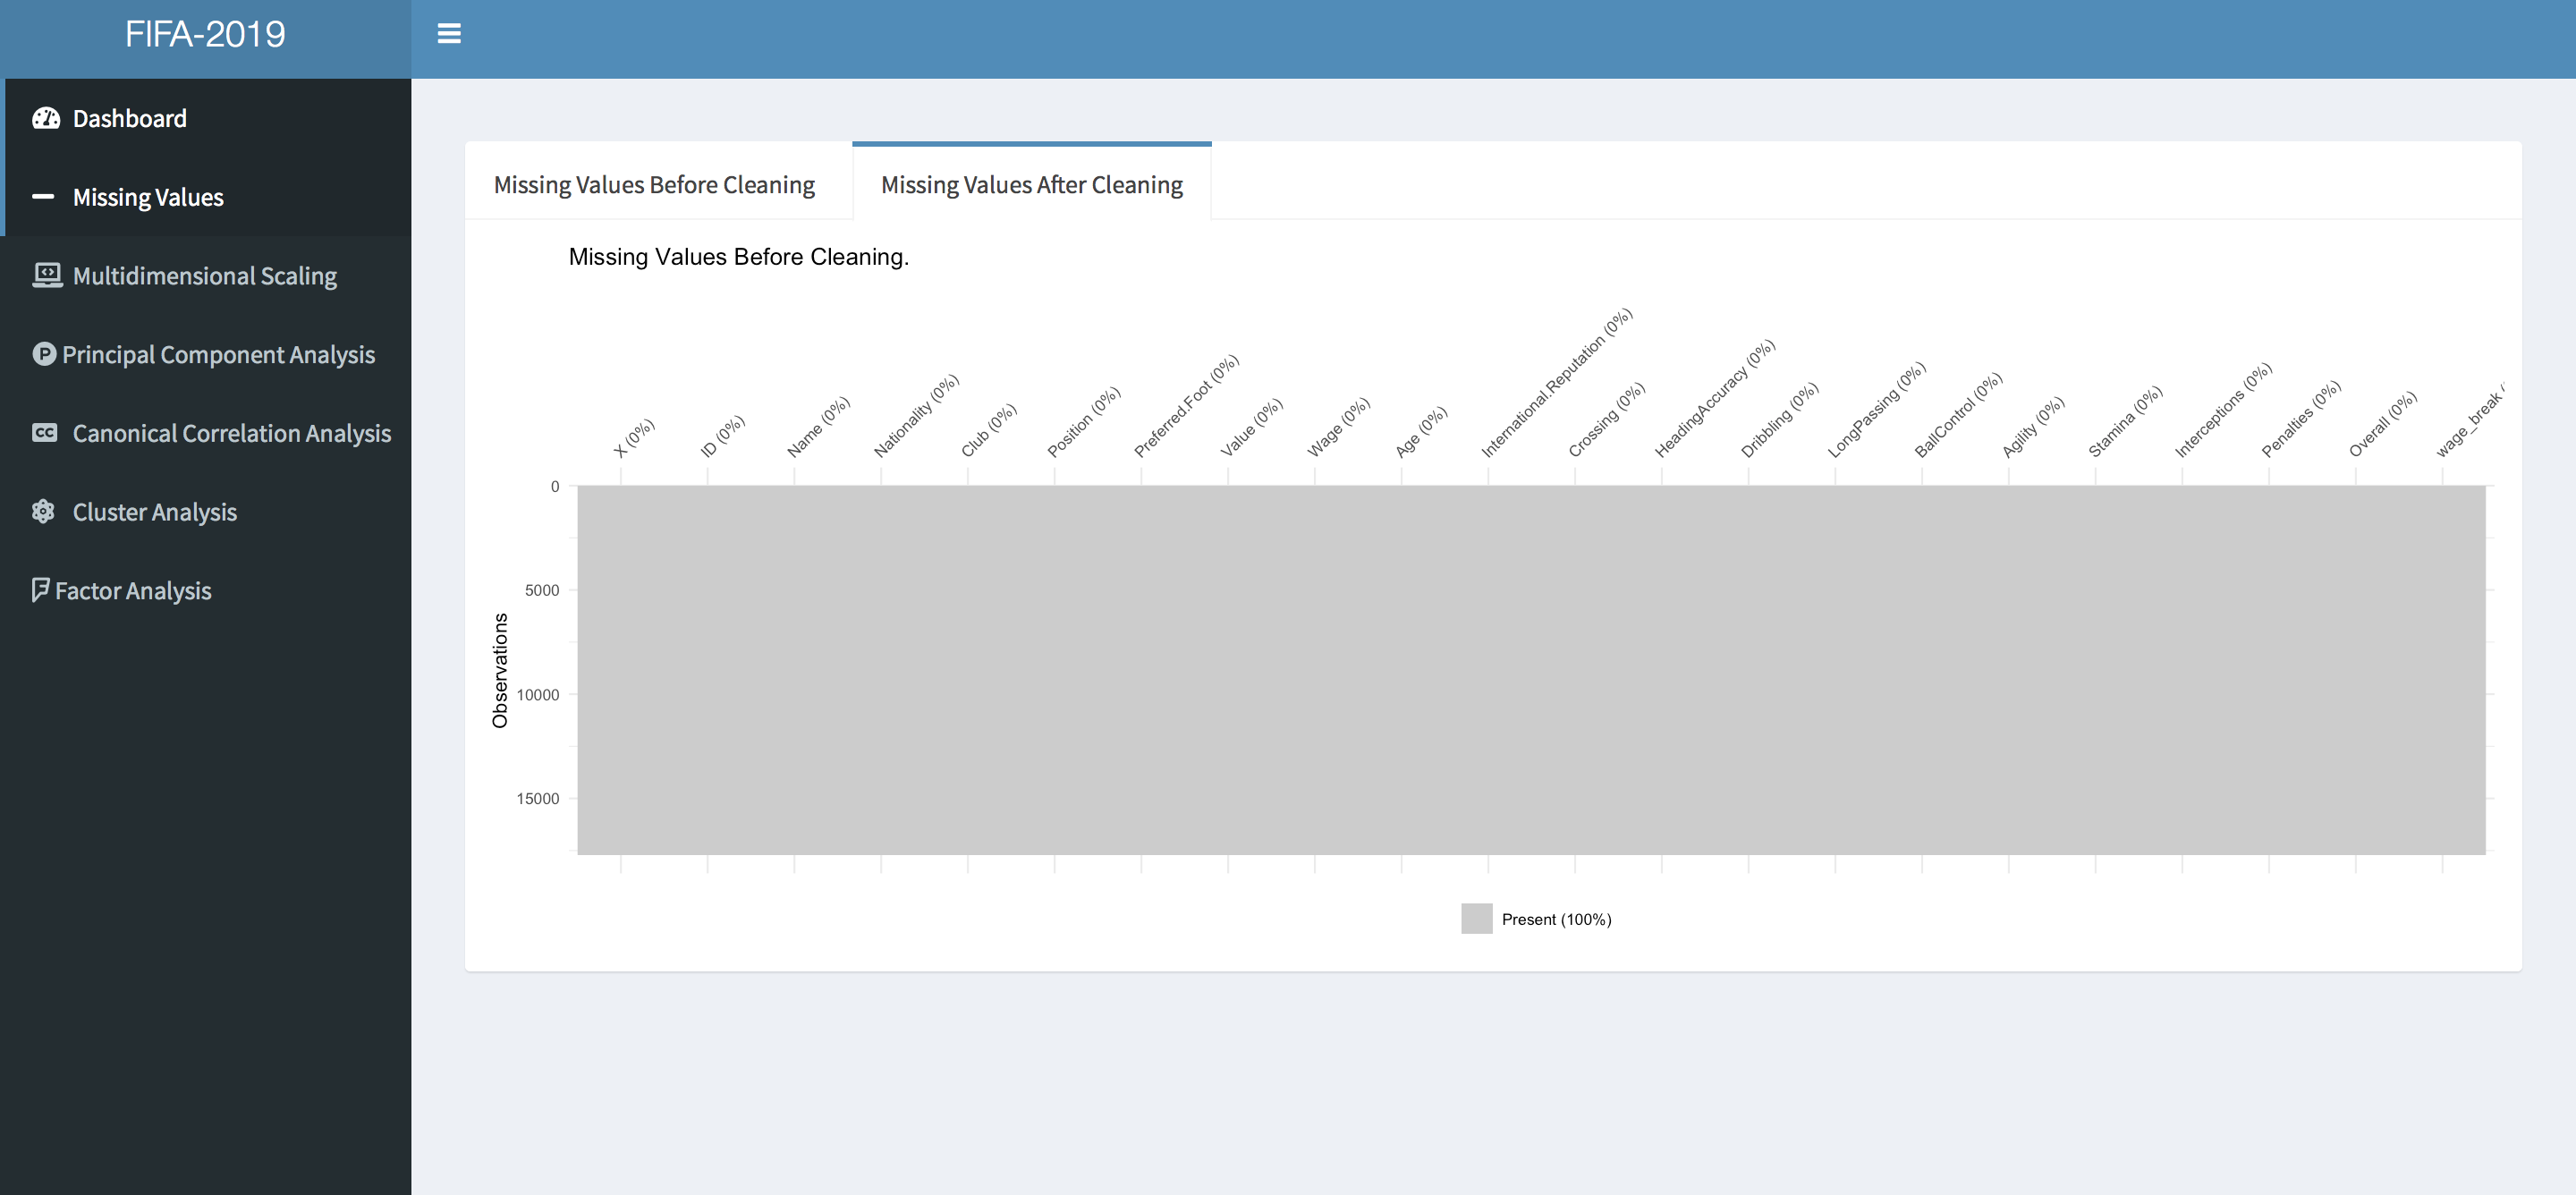 FIFA-2019
Dashboard
Missing Values
Multidimensional Scaling
Principal Component Analysis
Canonical Correlation Analysis
Cluster Analysis
Factor Analysis
Missing Values Before Cleaning
Missing Values After Cleaning
Missing Values Before Cleaning.
X (0%)
ID (0%)
Name (0%)
Nationality (0%)
Club (0%)
Position (0%)
Preferred.Foot (0%)
Value (0%)
Wage (0%)
Age (0%)
International.Reputation (0%)
Crossing (0%)
HeadingAccuracy (0%)
Dribbling (0%)
LongPassing (0%)
BallControl (0%)
Agility (0%)
Stamina (0%)
Interceptions (0%)
Penalties (0%)
Overall (0%)
wage_break (
Observations
0
5000
10000
15000
Present (100%)